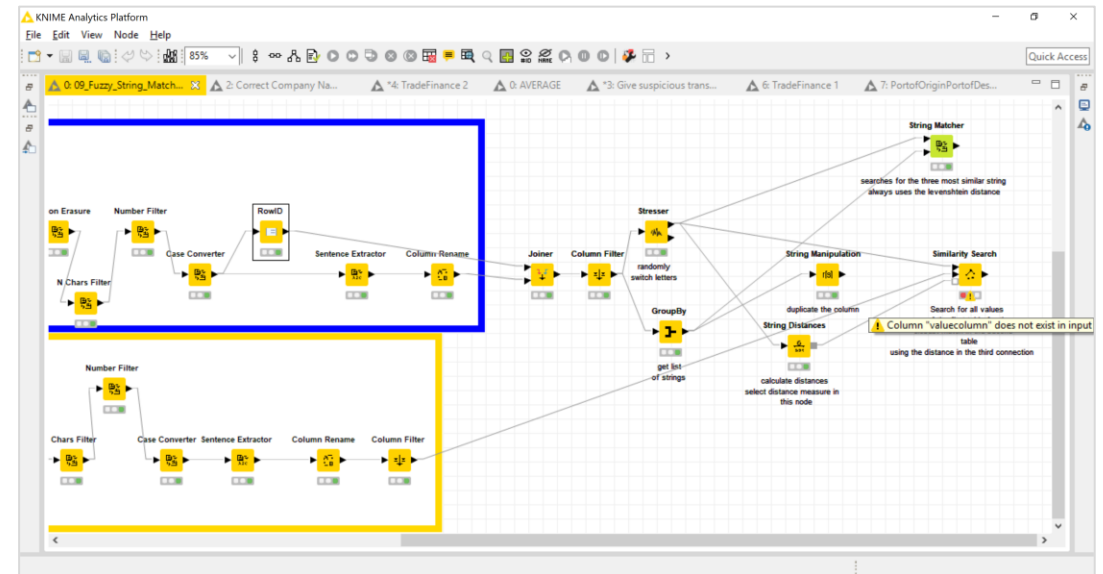 KNIME Analytics Platform
File Edit View Node Help
85%
Quick Access
0: 09_Fuzzy_String_Match...
2: Correct Company Na...
*4: TradeFinance 2
0: AVERAGE
*3: Give suspicious trans...
6: TradeFinance 1
7: PortofOriginPortofDes...
String Matcher
searches for the three most similar string
always uses the levenshtein distance
on Erasure
Number Filter
RowID
Stresser
Case Converter
Sentence Extractor
Column Rename
Joiner
Column Filter
String Manipulation
Similarity Search
N Chars Filter
randomly
switch letters
duplicate the column
Search for all values
GroupBy
String Distances
Column "valuecolumn" does not exist in input
table
using the distance in the third connection
get list
of strings
calculate distances
select distance measure in
this node
Number Filter
Chars Filter
Case Converter
Sentence Extractor
Column Rename
Column Filter